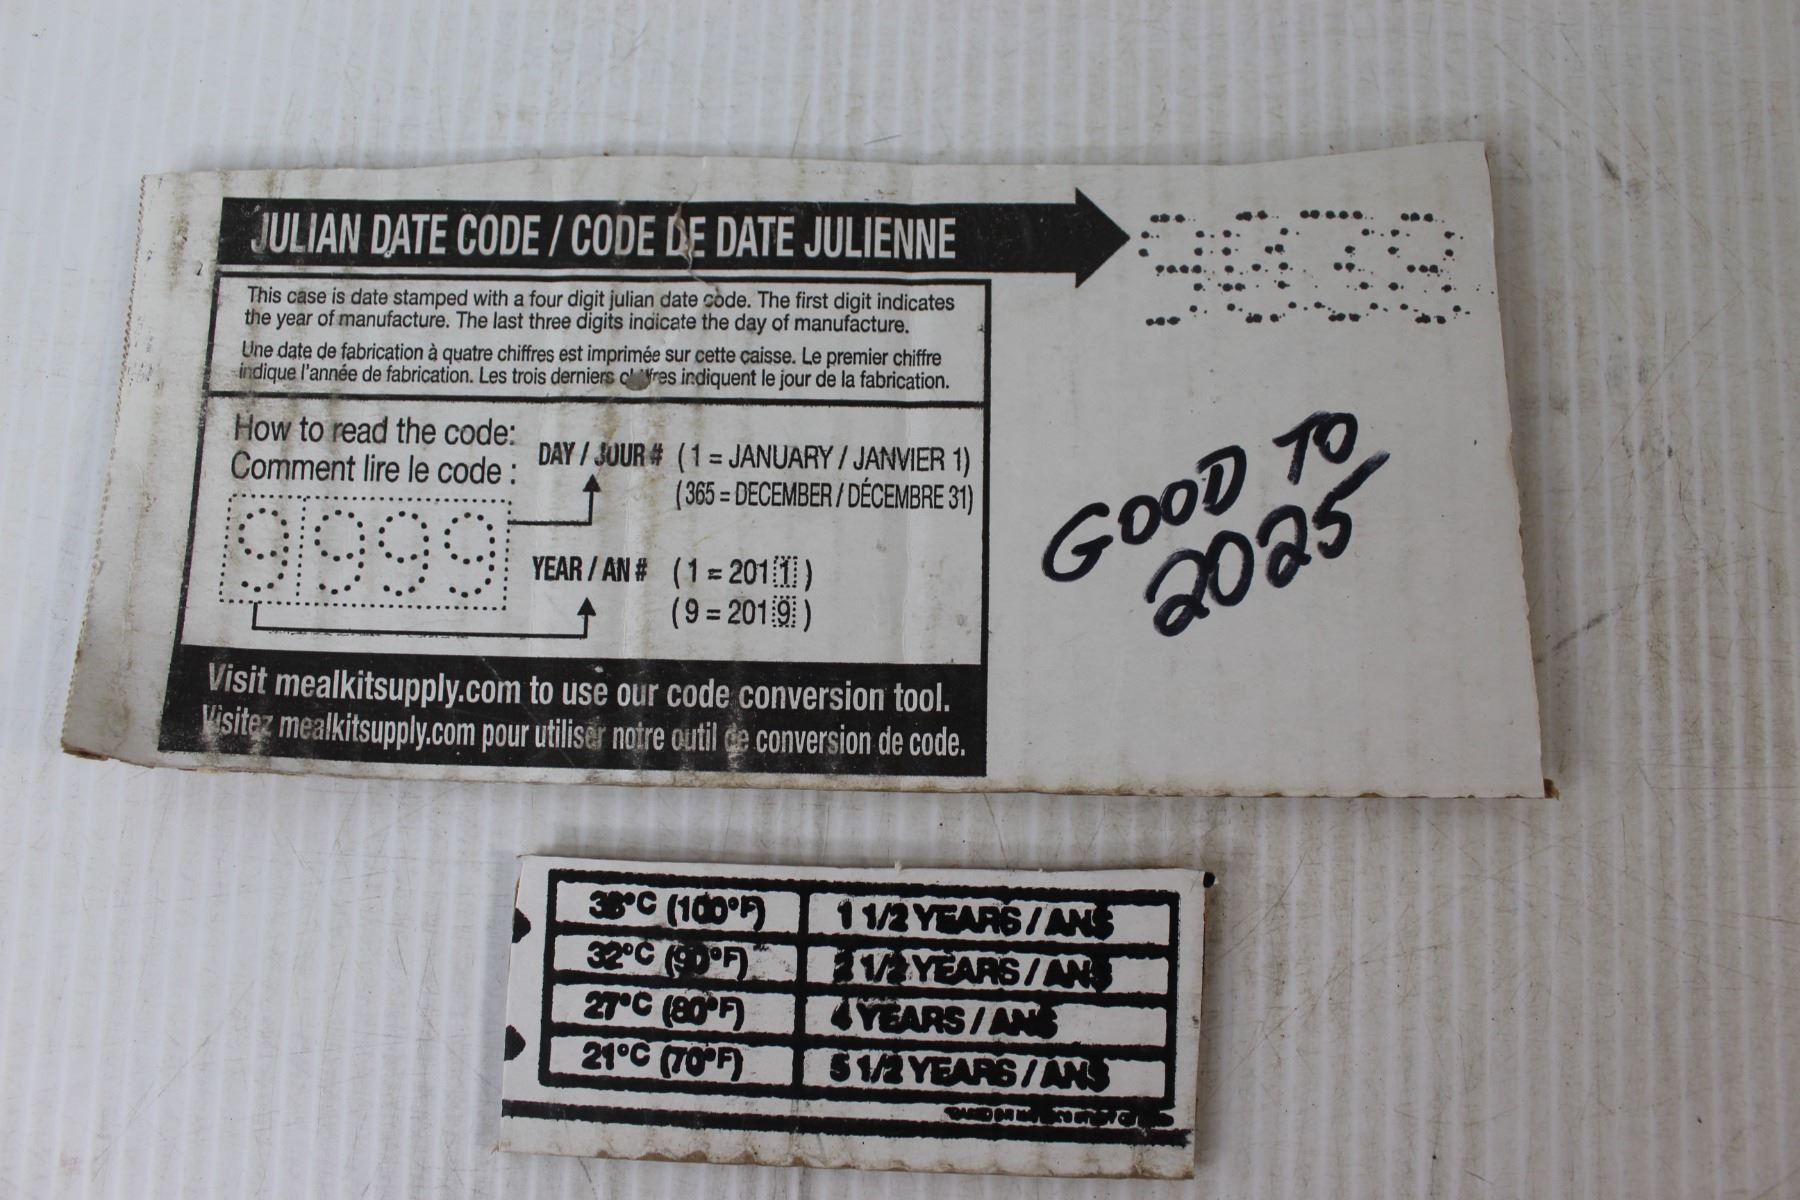 JULIAN DATE CODE / CODE DE DATE JULIENNE
This case is date stamped with a four digit julian date code. The first digit indicates
the year of manufacture. The last three digits indicate the day of manufacture.
Une date de fabrication à quatre chiffres est imprimée sur cette caisse. Le premier chiffre
indique l'année de fabrication. Les trois derniers chiffres indiquent le jour de la fabrication.
How to read the code:
Comment lire le code :
9999
DAY / JOUR # (1 = JANUARY / JANVIER 1)
(365 = DECEMBER / DÉCEMBRE 31)
YEAR / AN # (1 = 2011)
(9 = 2019)
Visit mealkitsupply.com to use our code conversion tool.
Visitez mealkitsupply.com pour utiliser notre outil de conversion de code.
GOOD TO
2025
38°C (100°F) 1 1/2 YEARS / ANS
32°C (90°F) 2 1/2 YEARS / ANS
27°C (80°F) 4 YEARS / ANS
21°C (70°F) 5 1/2 YEARS / ANS